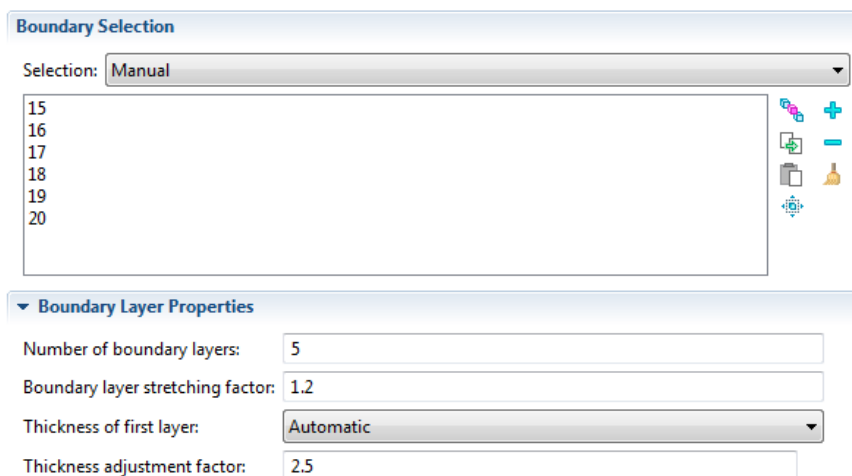 Boundary Selection
Selection: Manual
15
16
17
18
19
20
Boundary Layer Properties
Number of boundary layers: 5
Boundary layer stretching factor: 1.2
Thickness of first layer: Automatic
Thickness adjustment factor: 2.5